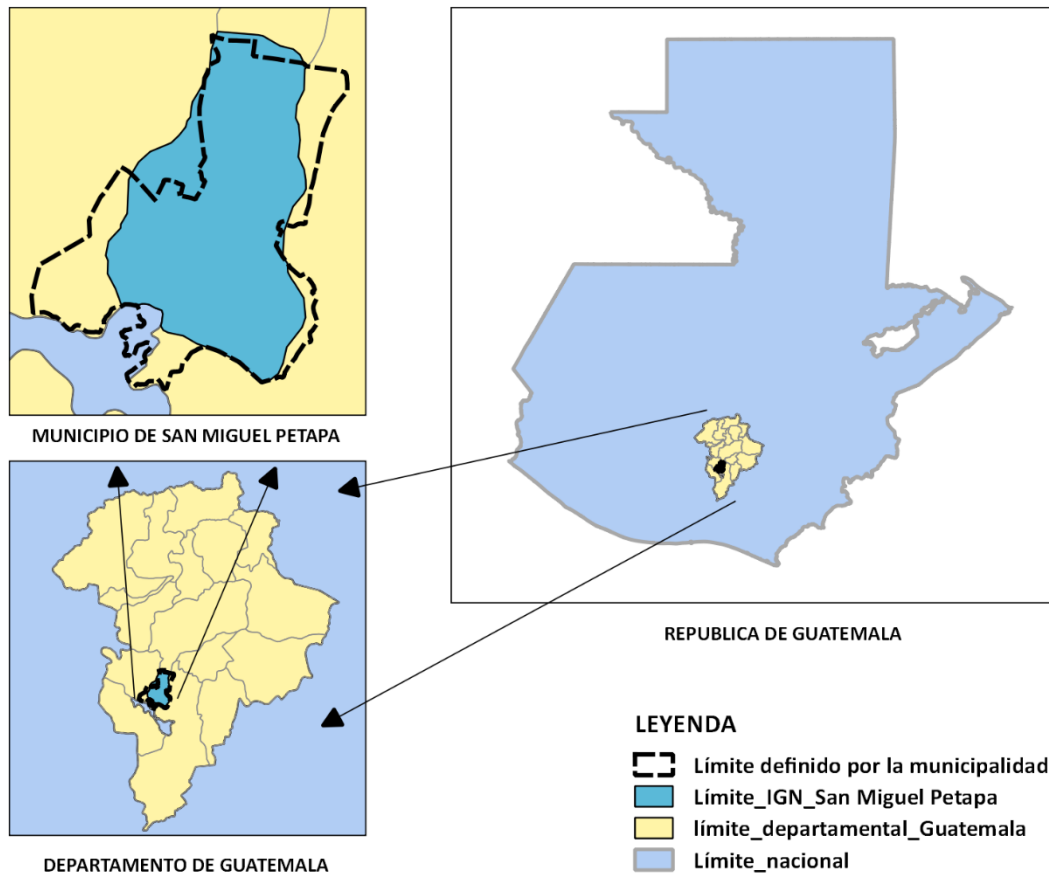 MUNICIPIO DE SAN MIGUEL PETAPA
DEPARTAMENTO DE GUATEMALA
REPUBLICA DE GUATEMALA
LEYENDA
Límite definido por la municipalidad
Límite_IGN_San Miguel Petapa
límite_departamental_Guatemala
Límite_nacional